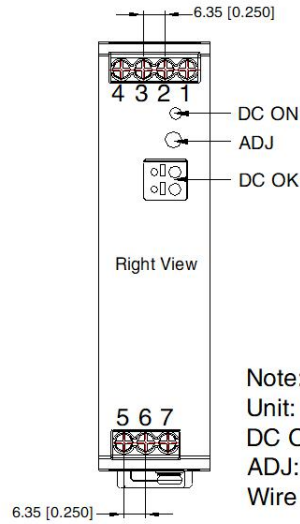 6.35 [0.250]
4 3 2 1
DC ON
ADJ
DC OK
Right View
Note:
Unit:
DC O
ADJ:
Wire
5 6 7
6.35 [0.250]